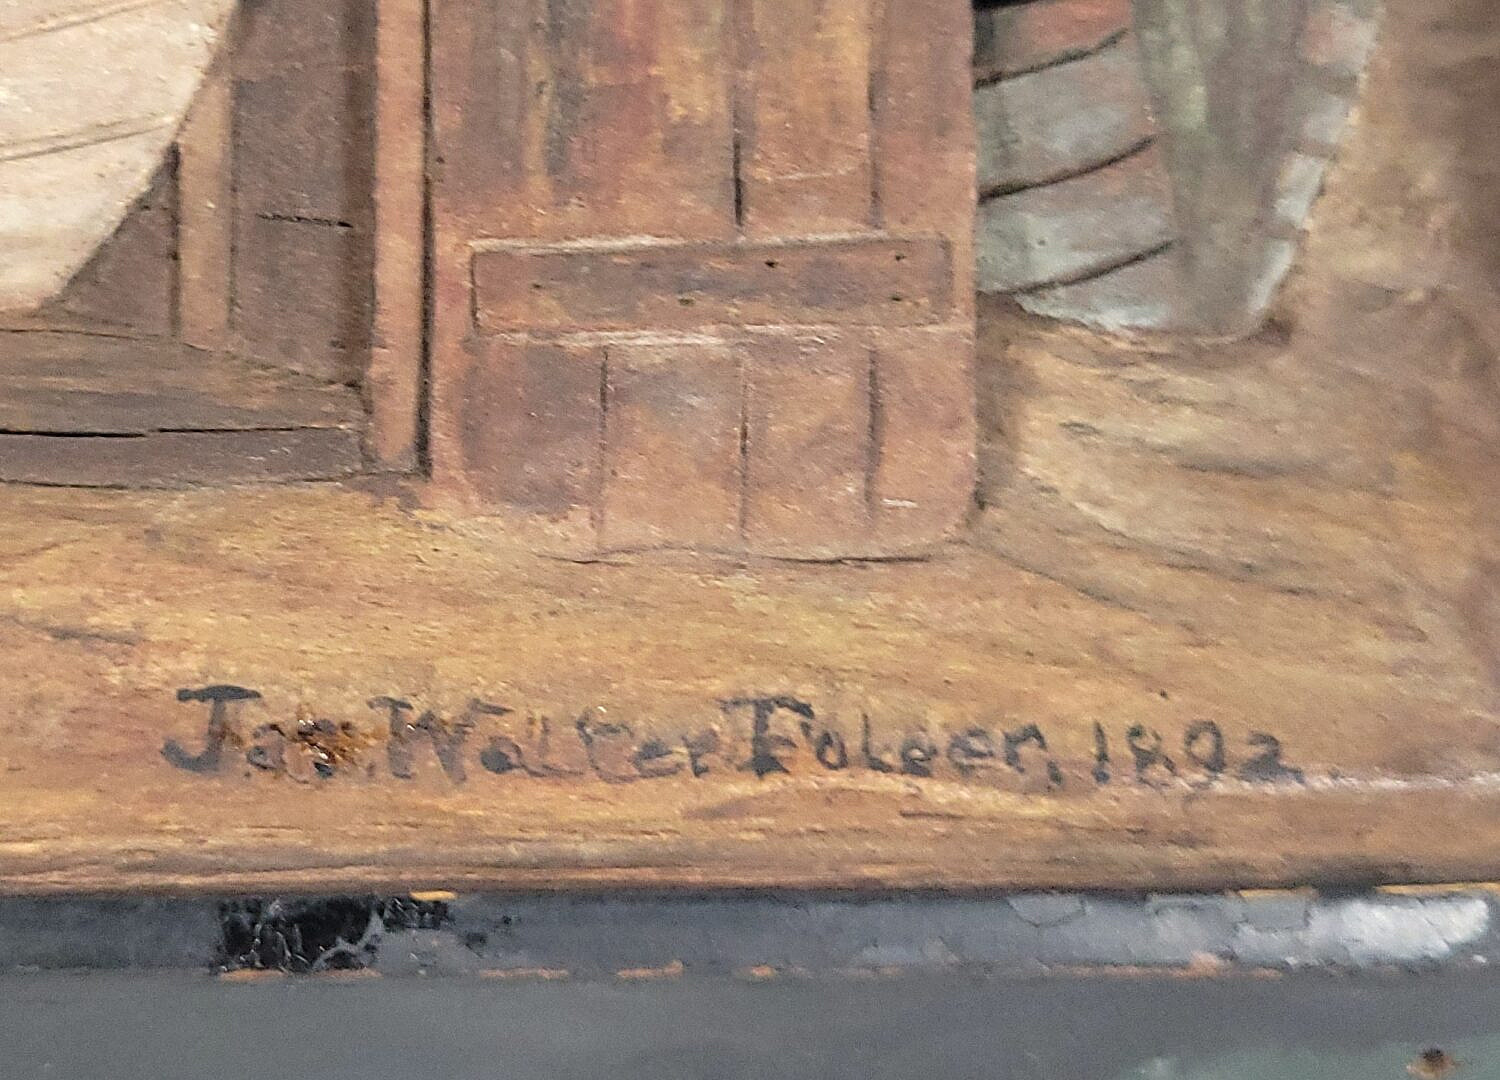 Jas. Walter Folger, 1892.